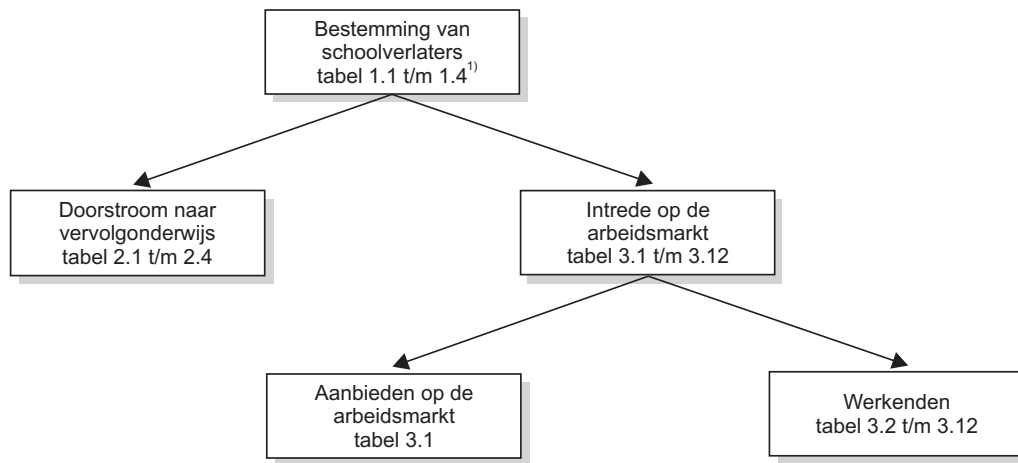 Bestemming van
schoolverlaters
tabel 1.1 t/m 1.4¹⁾
Doorstroom naar
vervolgonderwijs
tabel 2.1 t/m 2.4
Intrede op de
arbeidsmarkt
tabel 3.1 t/m 3.12
Aanbieden op de
arbeidsmarkt
tabel 3.1
Werkenden
tabel 3.2 t/m 3.12